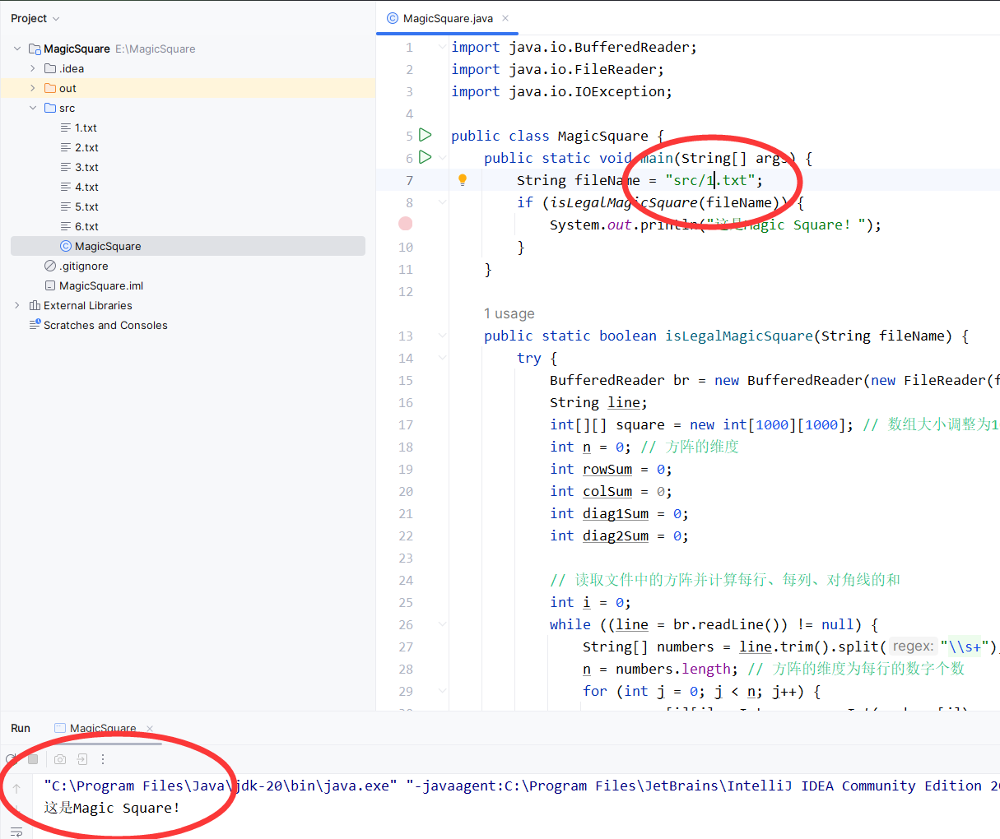 Project
MagicSquare E:\MagicSquare
.idea
out
src
1.txt
2.txt
3.txt
4.txt
5.txt
6.txt
MagicSquare
.gitignore
MagicSquare.iml
External Libraries
Scratches and Consoles
MagicSquare.java
1 import java.io.BufferedReader;
2 import java.io.FileReader;
3 import java.io.IOException;
4
5 public class MagicSquare {
6 public static void main(String[] args) {
7 String fileName = "src/1.txt";
8 if (isLegalMagicSquare(fileName)) {
System.out.println("这是Magic Square！");
10 }
11 }
12
1 usage
13 public static boolean isLegalMagicSquare(String fileName) {
14 try {
15 BufferedReader br = new BufferedReader(new FileReader(f
16 String line;
17 int[][] square = new int[1000][1000]; // 数组大小调整为1
18 int n = 0; // 方阵的维度
19 int rowSum = 0;
20 int colSum = 0;
21 int diag1Sum = 0;
22 int diag2Sum = 0;
23
24 // 读取文件中的方阵并计算每行、每列、对角线的和
25 int i = 0;
26 while ((line = br.readLine()) != null) {
27 String[] numbers = line.trim().split( regex: "\\s+")
28 n = numbers.length; // 方阵的维度为每行的数字个数
29 for (int j = 0; j < n; j++) {
Run MagicSquare
"C:\Program Files\Java\jdk-20\bin\java.exe" "-javaagent:C:\Program Files\JetBrains\IntelliJ IDEA Community Edition 20
这是Magic Square！